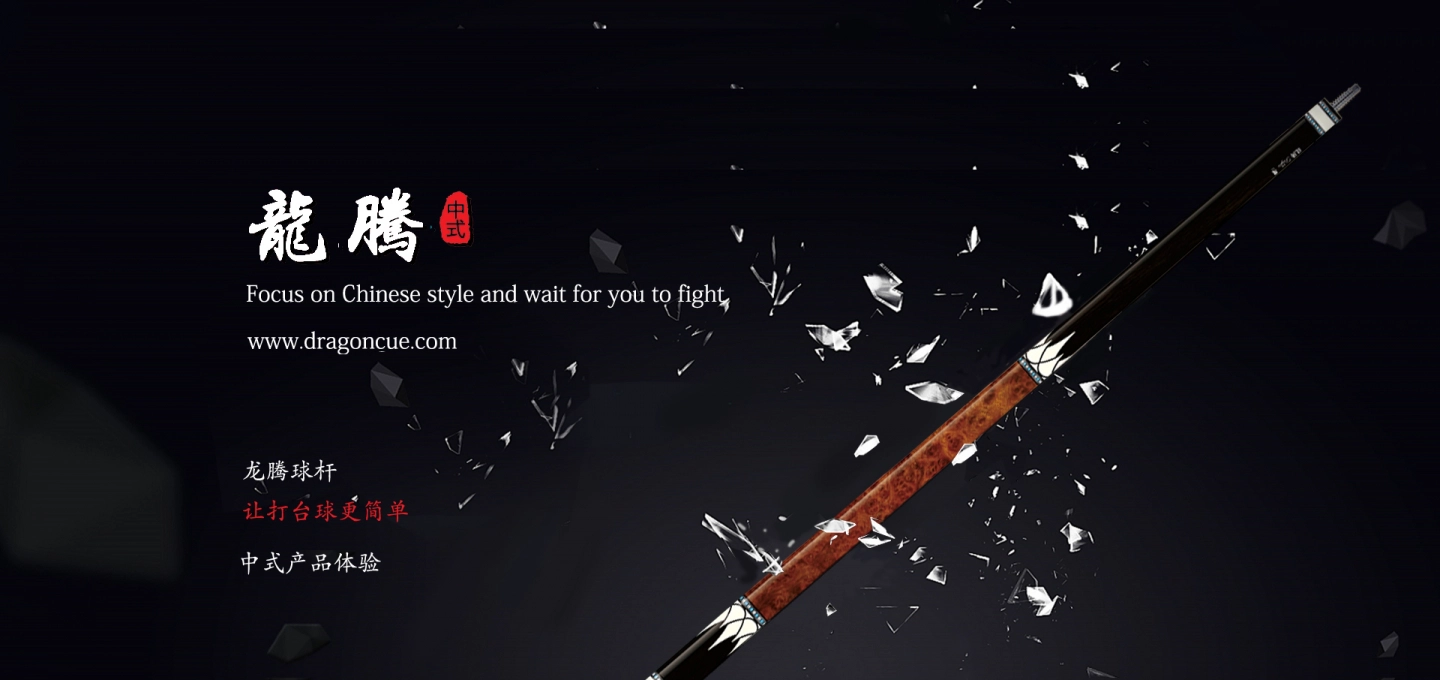 龍腾 中式
Focus on Chinese style and wait for you to fight.
www.dragoncue.com
龙腾球杆
让打台球更简单
中式产品体验